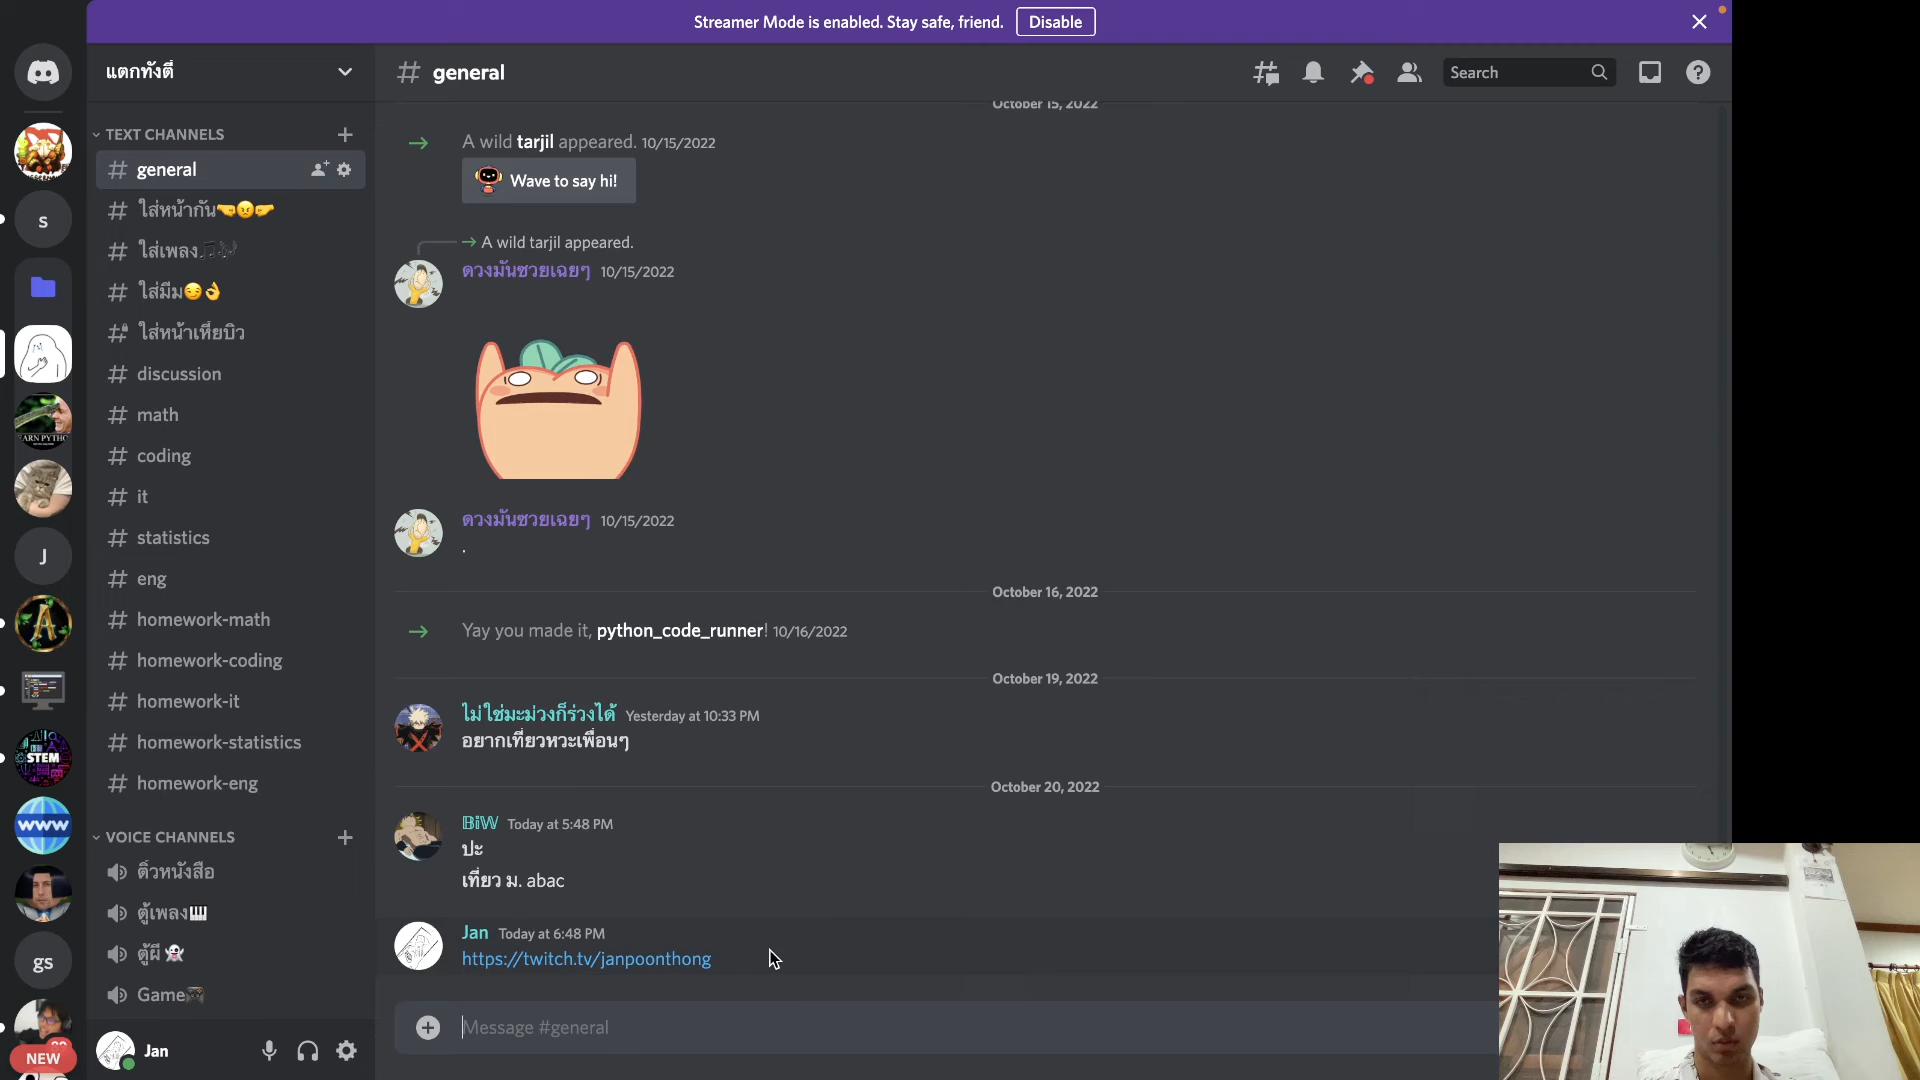 Streamer Mode is enabled. Stay safe, friend. Disable
แตกทังตี่
general
Search
TEXT CHANNELS
general
ใส่หน้ากัน🤜😠🤛
ใส่เพลง🎵🎶
ใส่มีม😏👌
ใส่หน้าเหี่ยบิว
discussion
math
coding
it
statistics
eng
homework-math
homework-coding
homework-it
homework-statistics
homework-eng
VOICE CHANNELS
ติ๋วหนังสือ
ตู้เพลง🎹
ตู้ผี👻
Game🎮
Jan
S
ARN PYTHO
J
A
STEM
WWW
gs
NEW
October 15, 2022
A wild tarjil appeared. 10/15/2022
Wave to say hi!
A wild tarjil appeared.
ดวงมันซวยเฉยๆ 10/15/2022
ดวงมันซวยเฉยๆ 10/15/2022
.
October 16, 2022
Yay you made it, python_code_runner! 10/16/2022
October 19, 2022
ไม่ใช่มะม่วงก็ร่วงได้ Yesterday at 10:33 PM
อยากเที่ยวหวะเพื่อนๆ
October 20, 2022
BiW Today at 5:48 PM
ปะ
เที่ยว ม. abac
Jan Today at 6:48 PM
https://twitch.tv/janpoonthong
Message #general